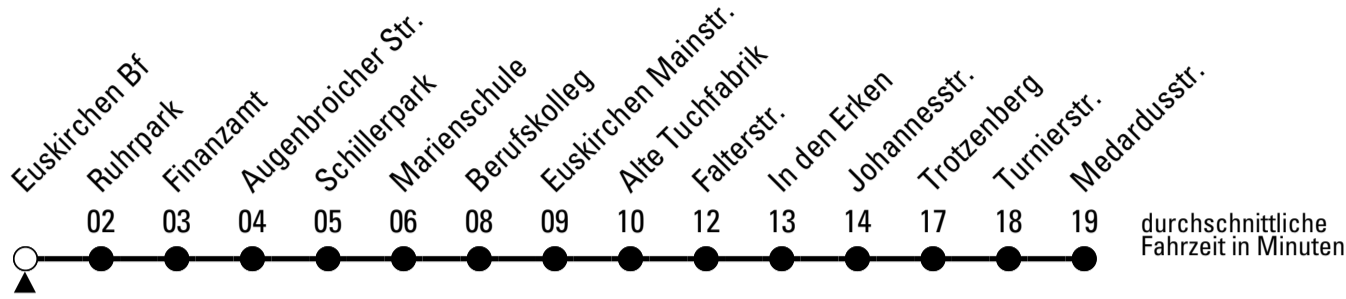 Euskirchen Bf
Ruhrpark
Finanzamt
Augenbroicher Str.
Schillerpark
Marienschule
Berufskolleg
Euskirchen Mainstr.
Alte Tuchfabrik
Falterstr.
In den Erken
Johannesstr.
Trotzenberg
Turnierstr.
Medardusstr.
02 03 04 05 06 08 09 10 12 13 14 17 18 19
durchschnittliche
Fahrzeit in Minuten